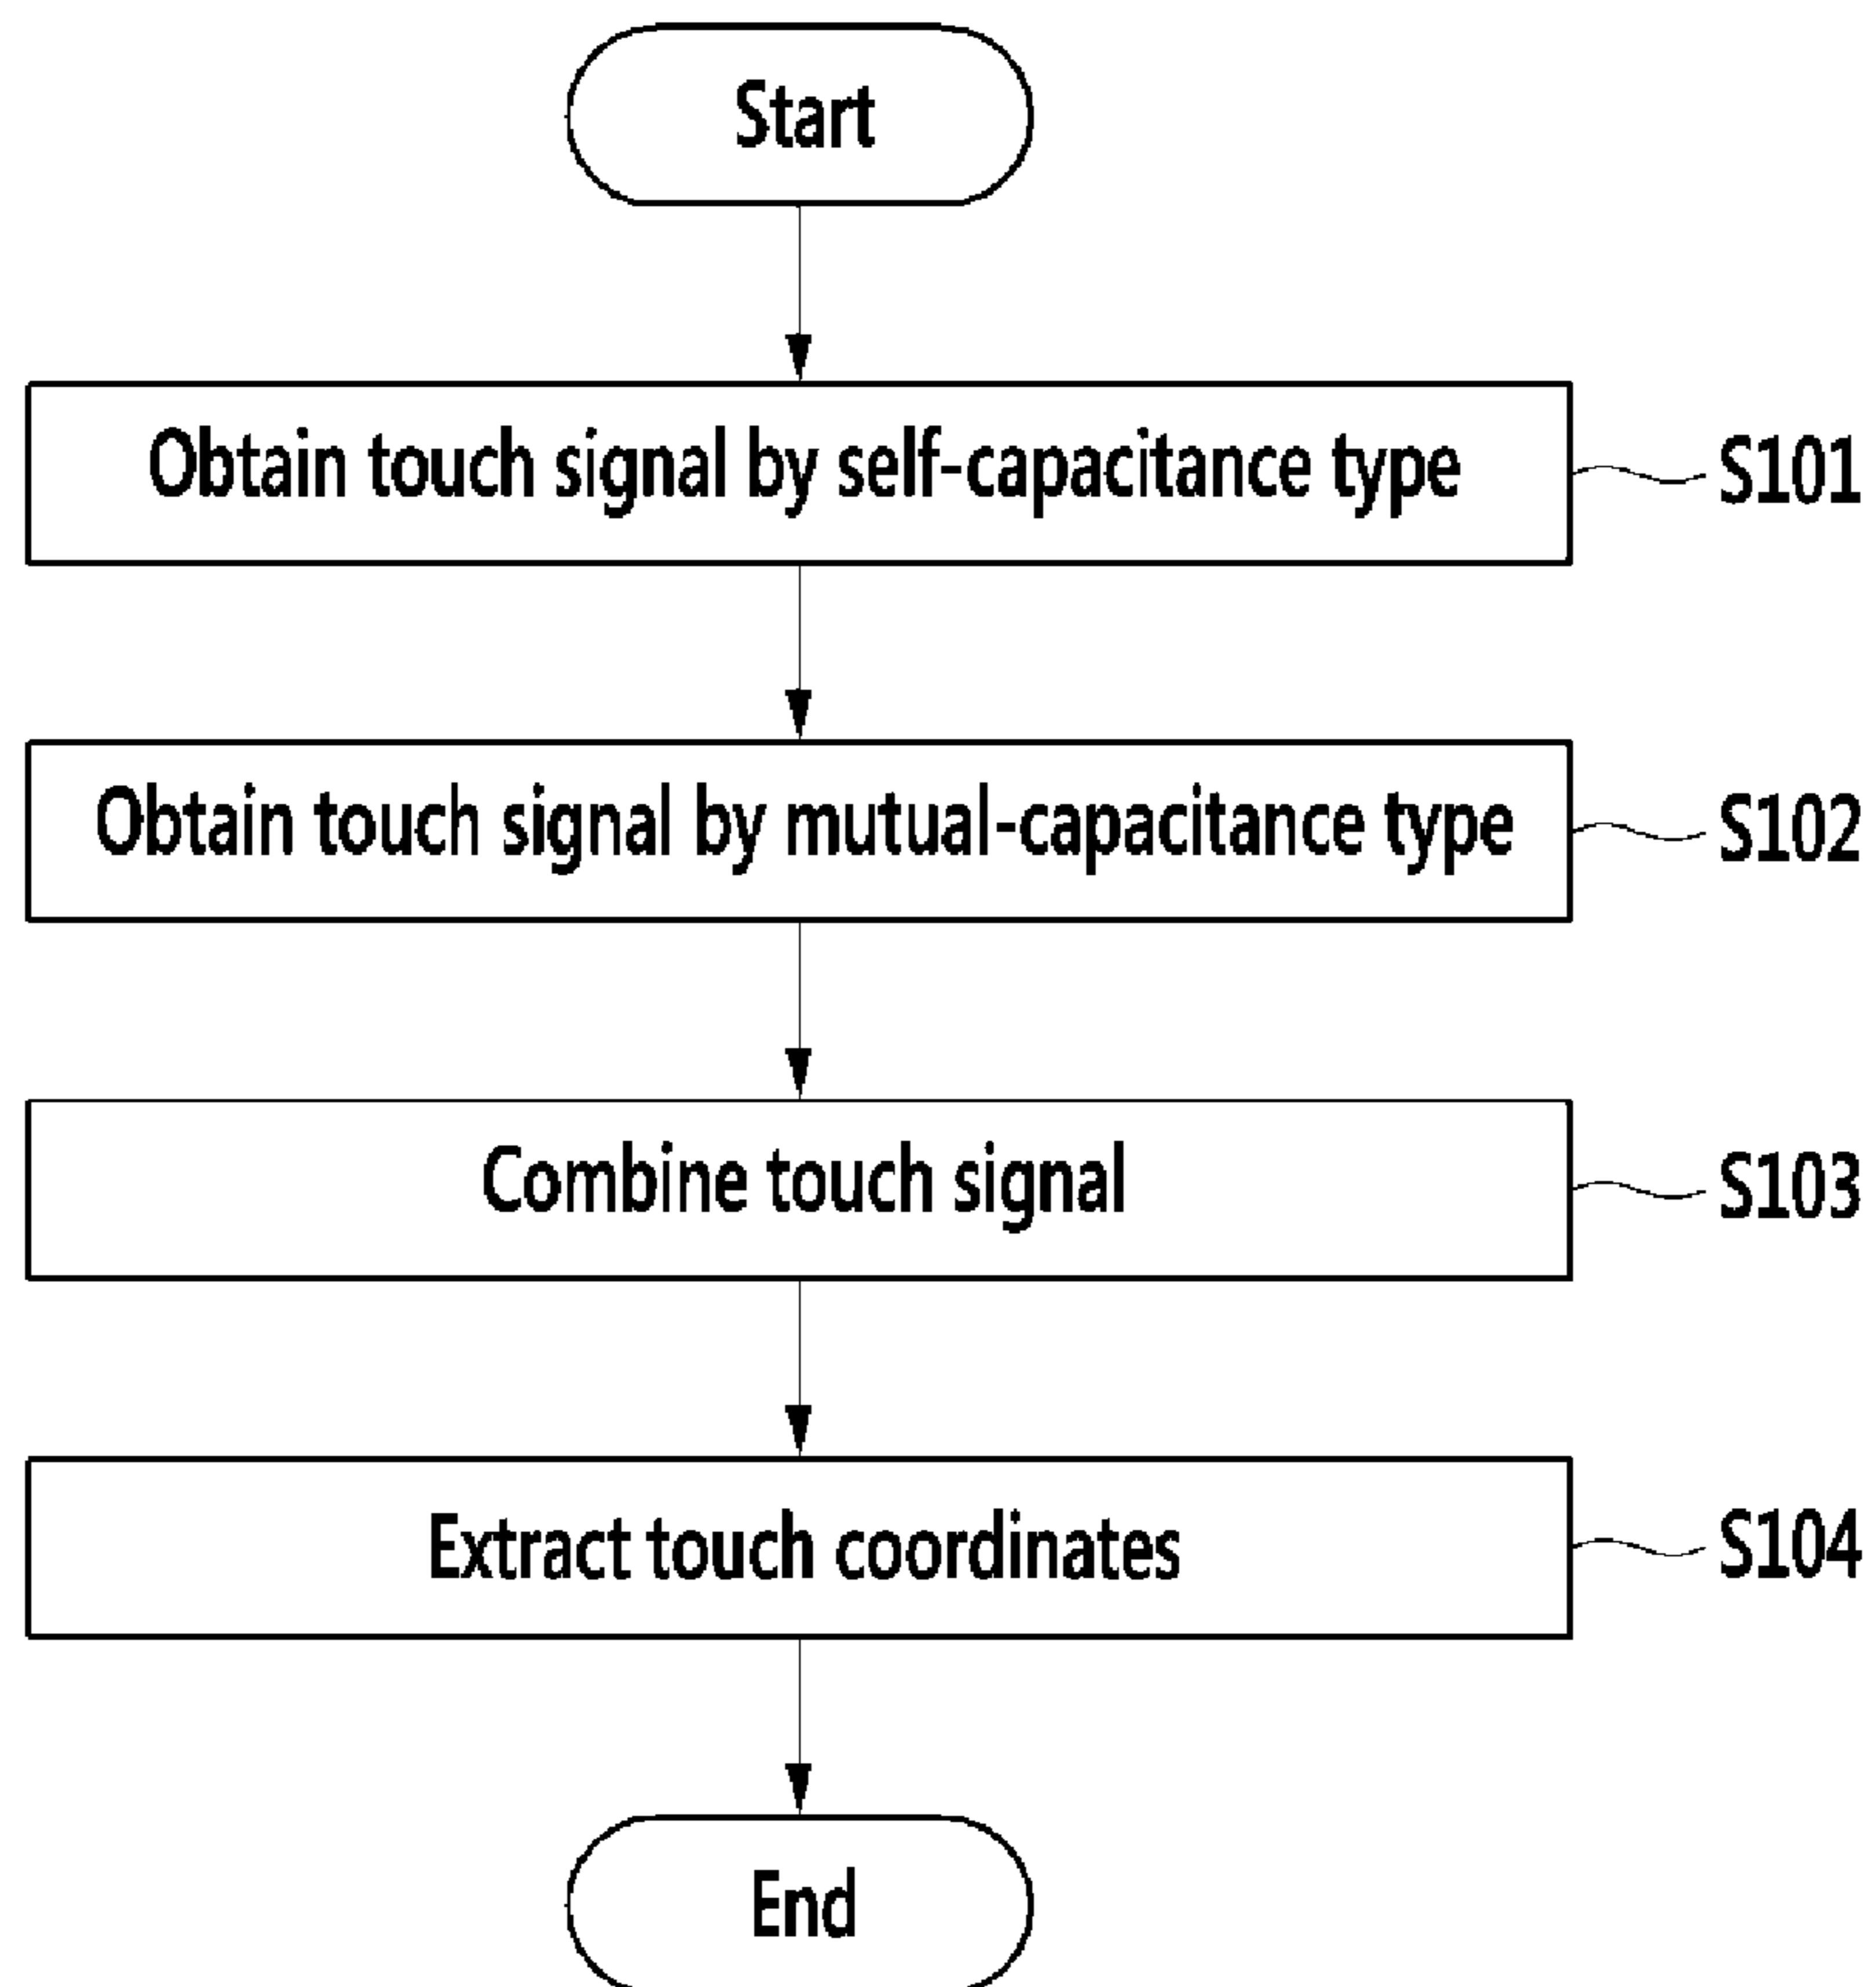 Start
Obtain touch signal by self-capacitance type
S101
Obtain touch signal by mutual-capacitance type
S102
Combine touch signal
S103
Extract touch coordinates
S104
End